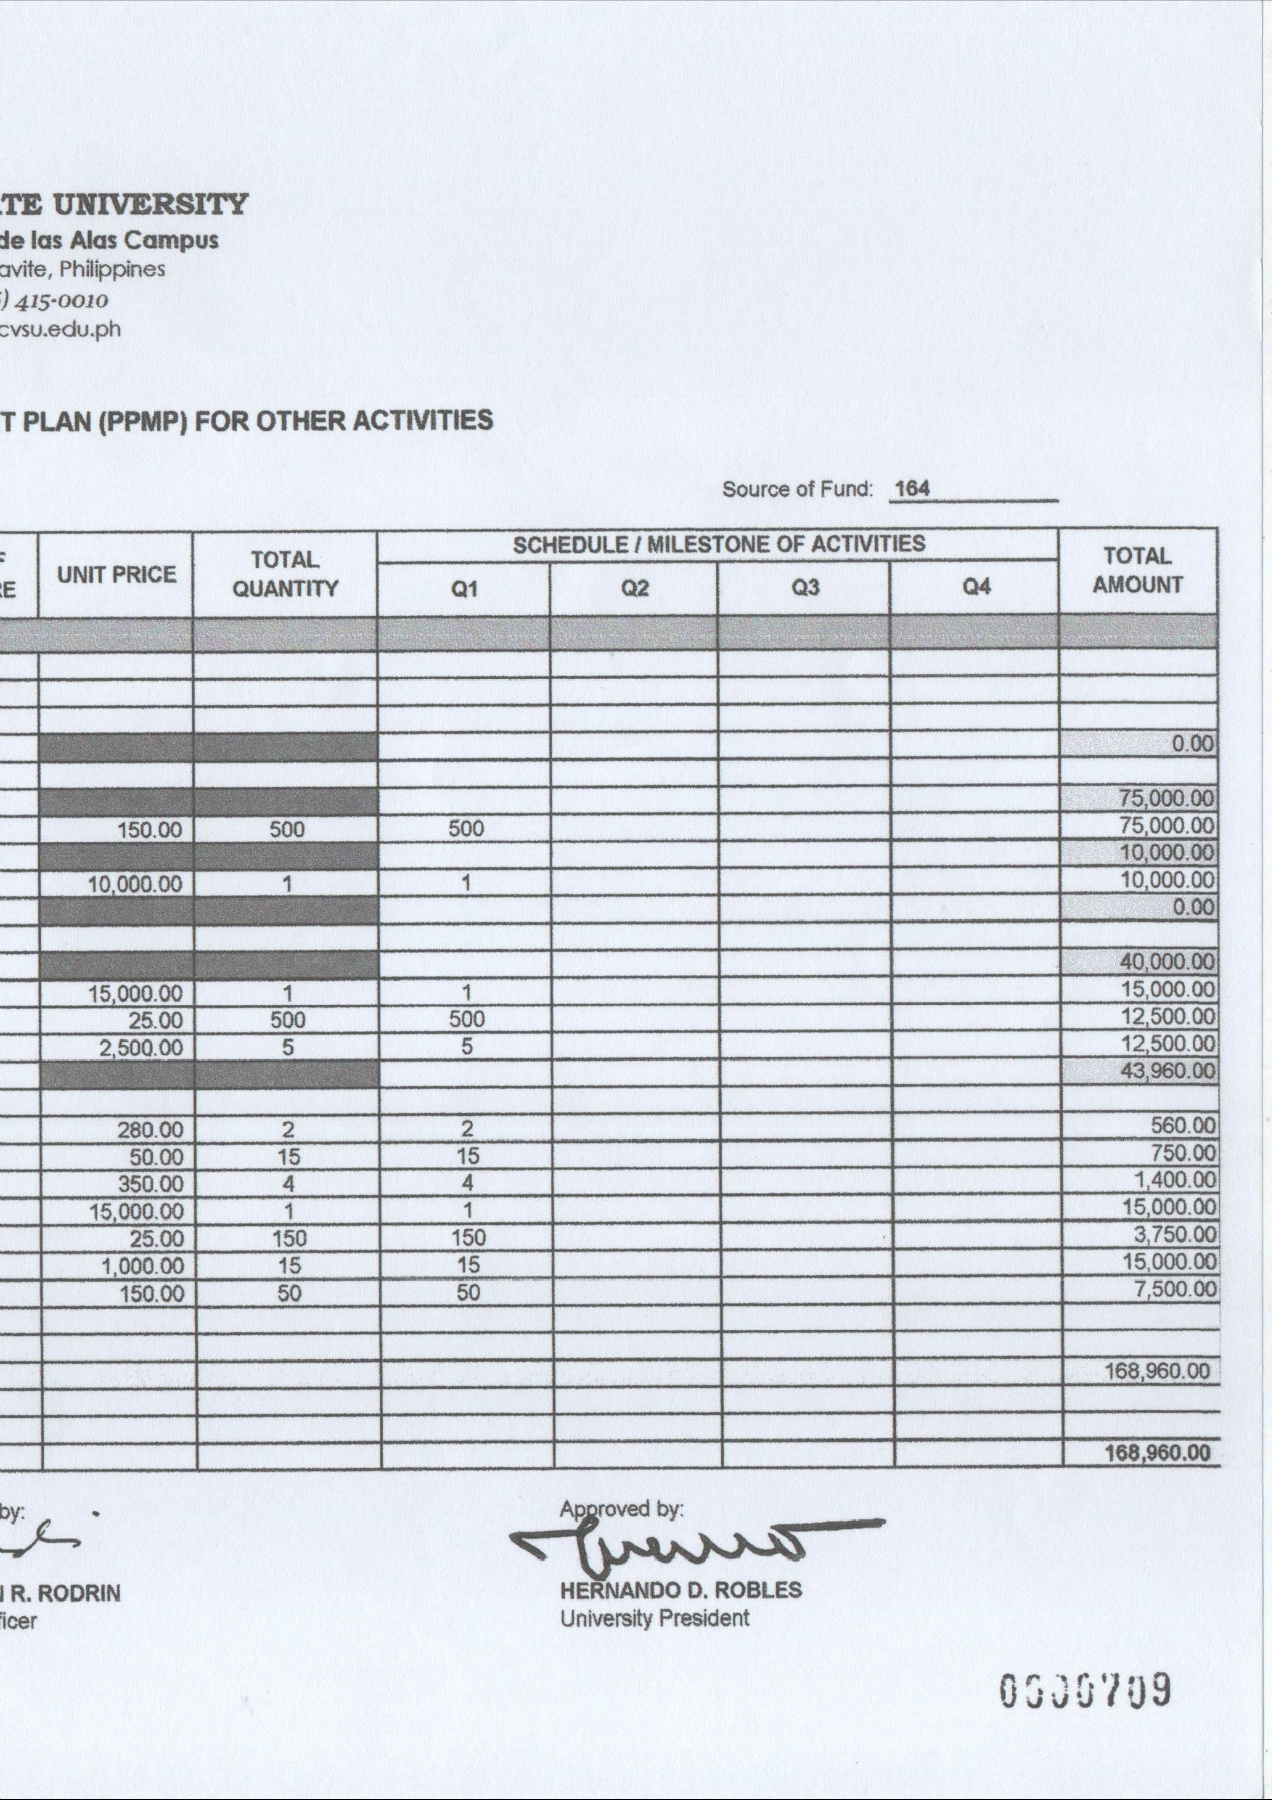 TE UNIVERSITY
de las Alas Campus
avite, Philippines
) 415-0010
cvsu.edu.ph
T PLAN (PPMP) FOR OTHER ACTIVITIES
Source of Fund: 164
UNIT PRICE TOTAL QUANTITY SCHEDULE / MILESTONE OF ACTIVITIES TOTAL AMOUNT
RE Q1 Q2 Q3 Q4
0.00
75,000.00
150.00 500 500 75,000.00
10,000.00
10,000.00 1 1 10,000.00
0.00
40,000.00
15,000.00 1 1 15,000.00
25.00 500 500 12,500.00
2,500.00 5 5 12,500.00
43,960.00
280.00 2 2 560.00
50.00 15 15 750.00
350.00 4 4 1,400.00
15,000.00 1 1 15,000.00
25.00 150 150 3,750.00
1,000.00 15 15 15,000.00
150.00 50 50 7,500.00
168,960.00
168,960.00
by: Approved by:
R. RODRIN HERNANDO D. ROBLES
ficer University President